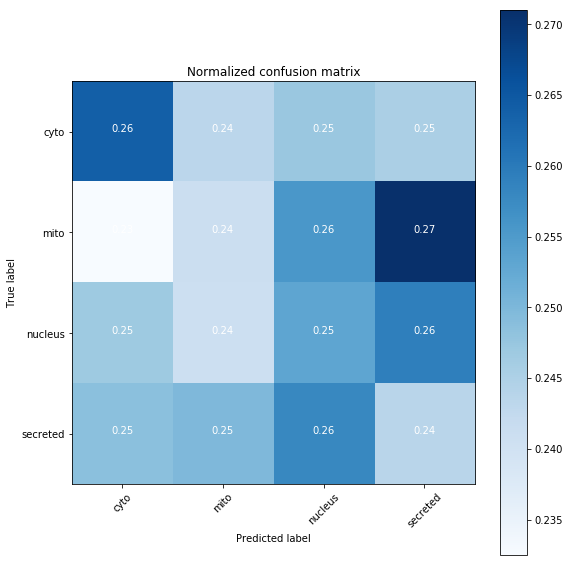 Normalized confusion matrix
cyto 0.26 0.24 0.25 0.25
mito 0.24 0.26 0.27
nucleus 0.25 0.24 0.25 0.26
secreted 0.25 0.25 0.26 0.24
cyto mito nucleus secreted
True label
Predicted label
0.270
0.265
0.260
0.255
0.250
0.245
0.240
0.235